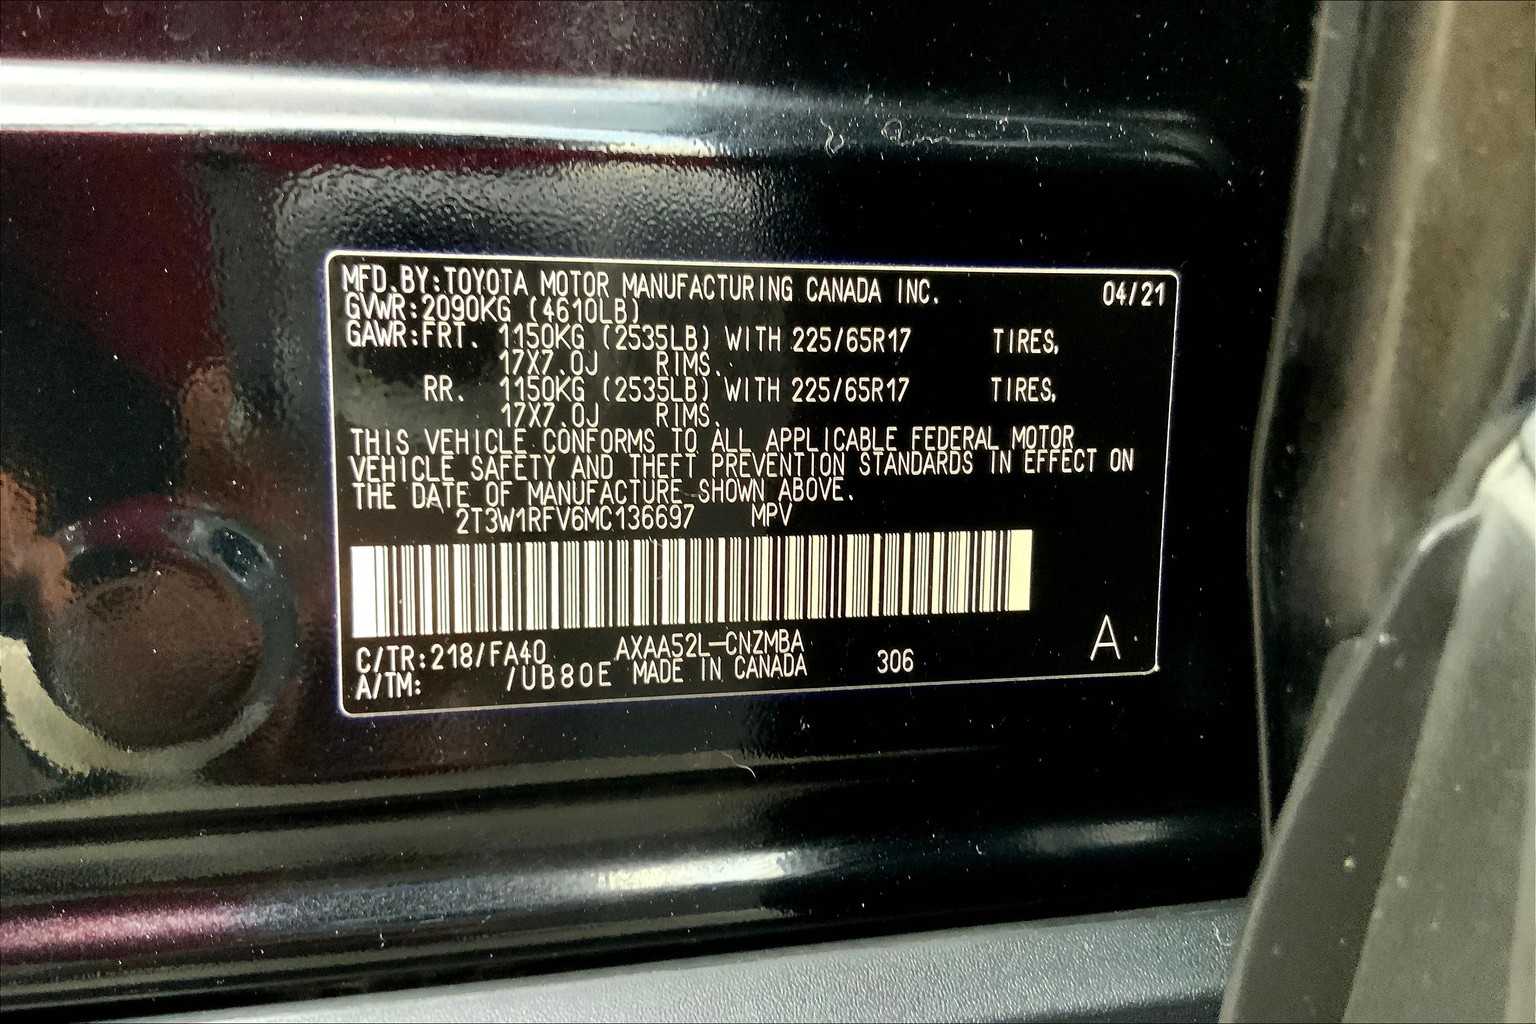 MFD.BY:TOYOTA MOTOR MANUFACTURING CANADA INC. 04/21
GVWR:2090KG (4610LB)
GAWR:FRT. 1150KG (2535LB) WITH 225/65R17 TIRES,
17X7.0J RIMS.
RR. 1150KG (2535LB) WITH 225/65R17 TIRES,
17X7.0J RIMS.
THIS VEHICLE CONFORMS TO ALL APPLICABLE FEDERAL MOTOR
VEHICLE SAFETY AND THEFT PREVENTION STANDARDS IN EFFECT ON
THE DATE OF MANUFACTURE SHOWN ABOVE.
2T3W1RFV6MC136697 MPV
C/TR:218/FA40 AXAA52L-CNZMBA
A/TM: /UB80E MADE IN CANADA 306 A